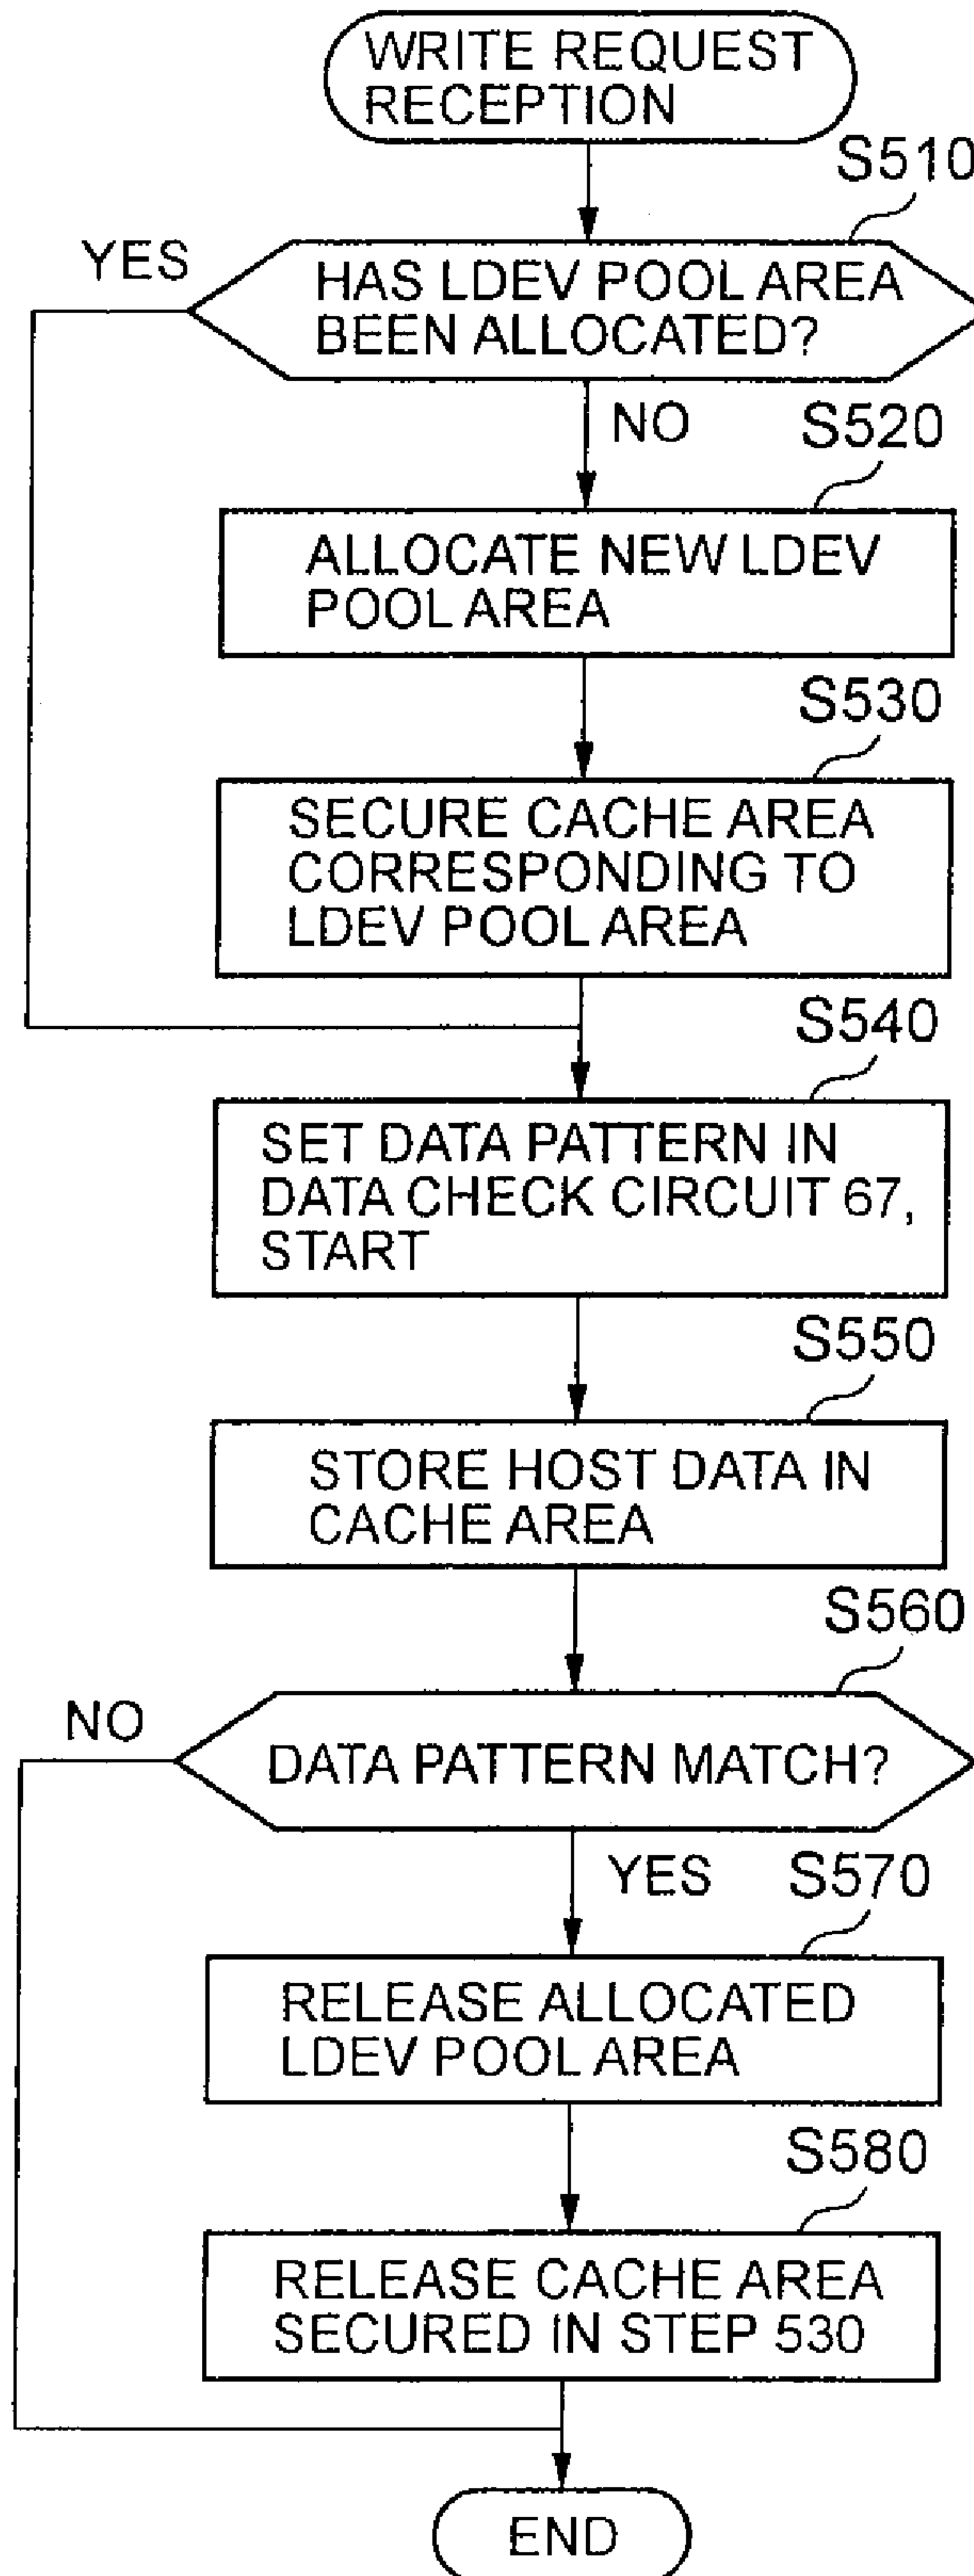 WRITE REQUEST
RECEPTION
S510
YES
HAS LDEV POOL AREA
BEEN ALLOCATED?
NO
S520
ALLOCATE NEW LDEV
POOL AREA
S530
SECURE CACHE AREA
CORRESPONDING TO
LDEV POOL AREA
S540
SET DATA PATTERN IN
DATA CHECK CIRCUIT 67,
START
S550
STORE HOST DATA IN
CACHE AREA
S560
NO
DATA PATTERN MATCH?
YES
S570
RELEASE ALLOCATED
LDEV POOL AREA
S580
RELEASE CACHE AREA
SECURED IN STEP 530
END